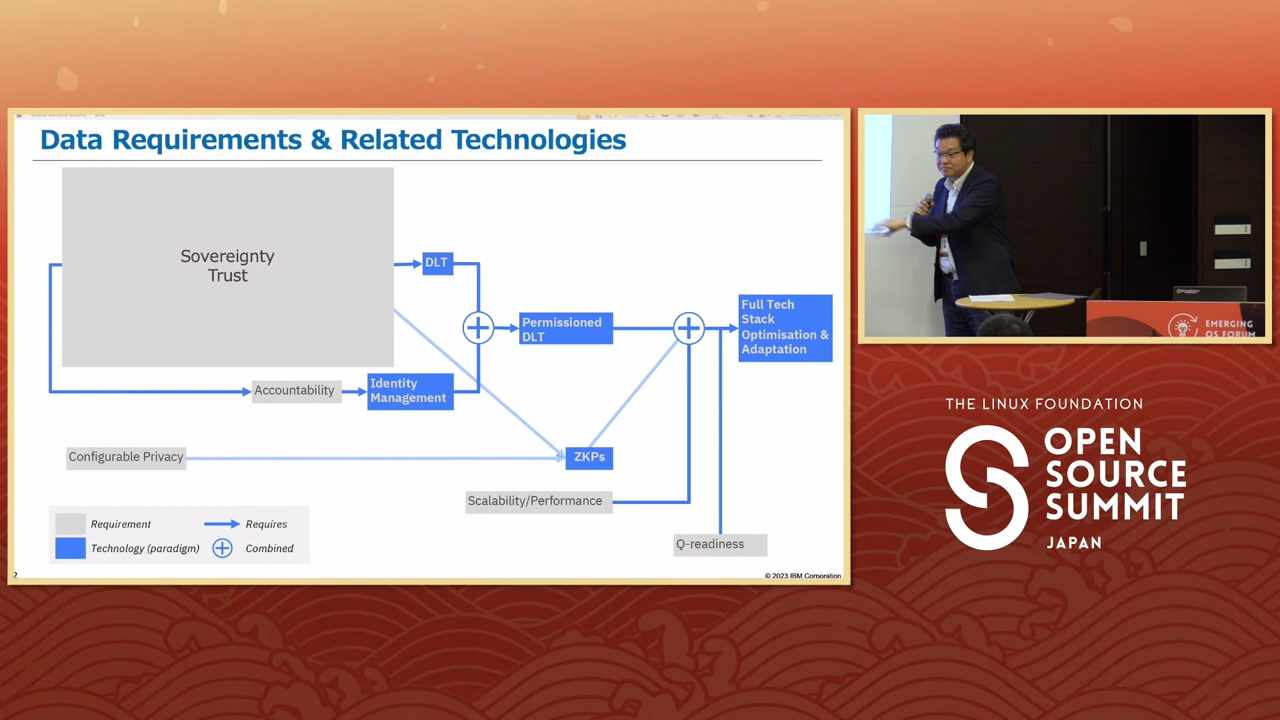 Data Requirements & Related Technologies
Sovereignty
Trust
DLT
Permissioned
DLT
Full Tech
Stack
Optimisation &
Adaptation
Accountability
Identity
Management
Configurable Privacy
ZKPs
Scalability/Performance
Q-readiness
Requirement
Requires
Technology (paradigm)
Combined
2
© 2023 IBM Corporation
EMERGING
OS FORUM
THE LINUX FOUNDATION
OPEN
SOURCE
SUMMIT
JAPAN